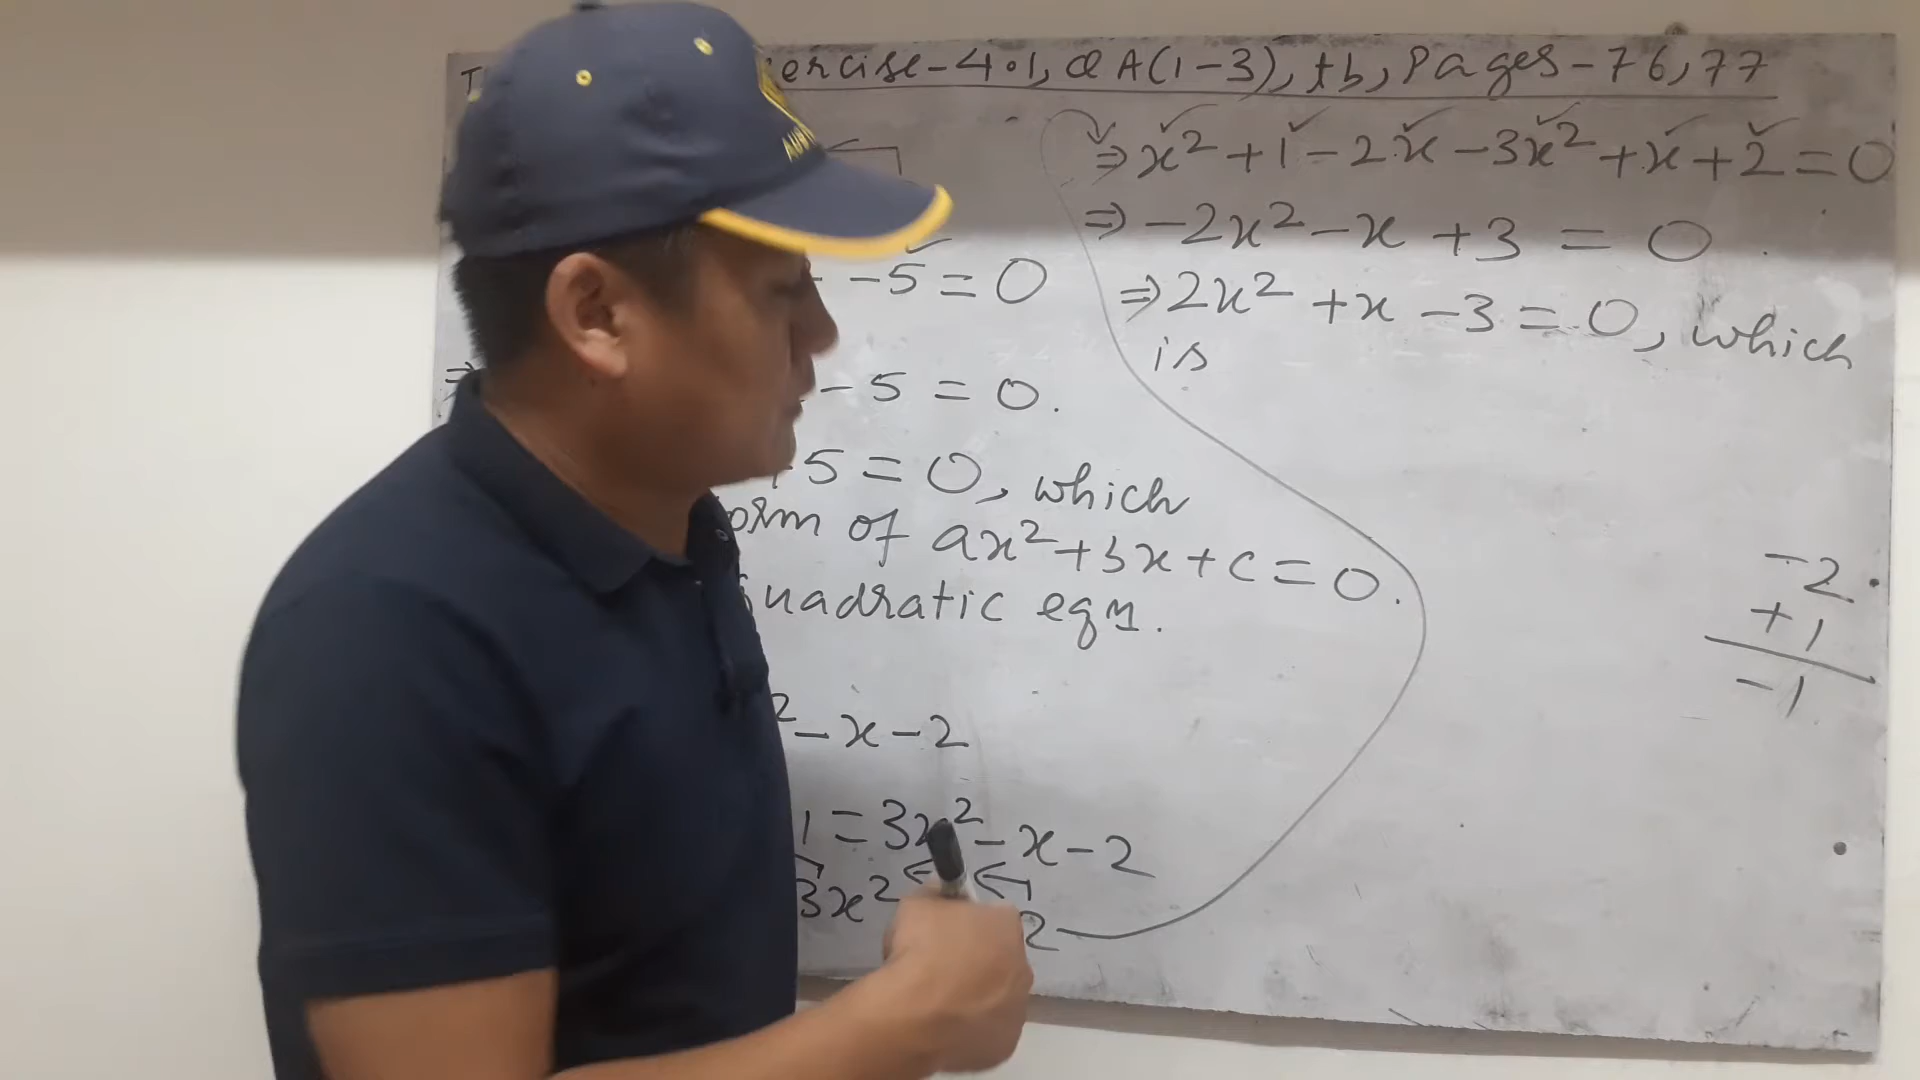 ercise-4.1, Q A(1-3), tb, Pages-76,77
- 5 = 0
- 5 = 0.
+ 5 = 0, which
orm of ax² + bx + c = 0.
quadratic eqn.
² - x - 2
1 = 3x² - x - 2
3x² 2
⇒ x² + 1 - 2x - 3x² + x + 2 = 0
⇒ -2x² - x + 3 = 0
⇒ 2x² + x - 3 = 0, which
is
-2
+1
-1